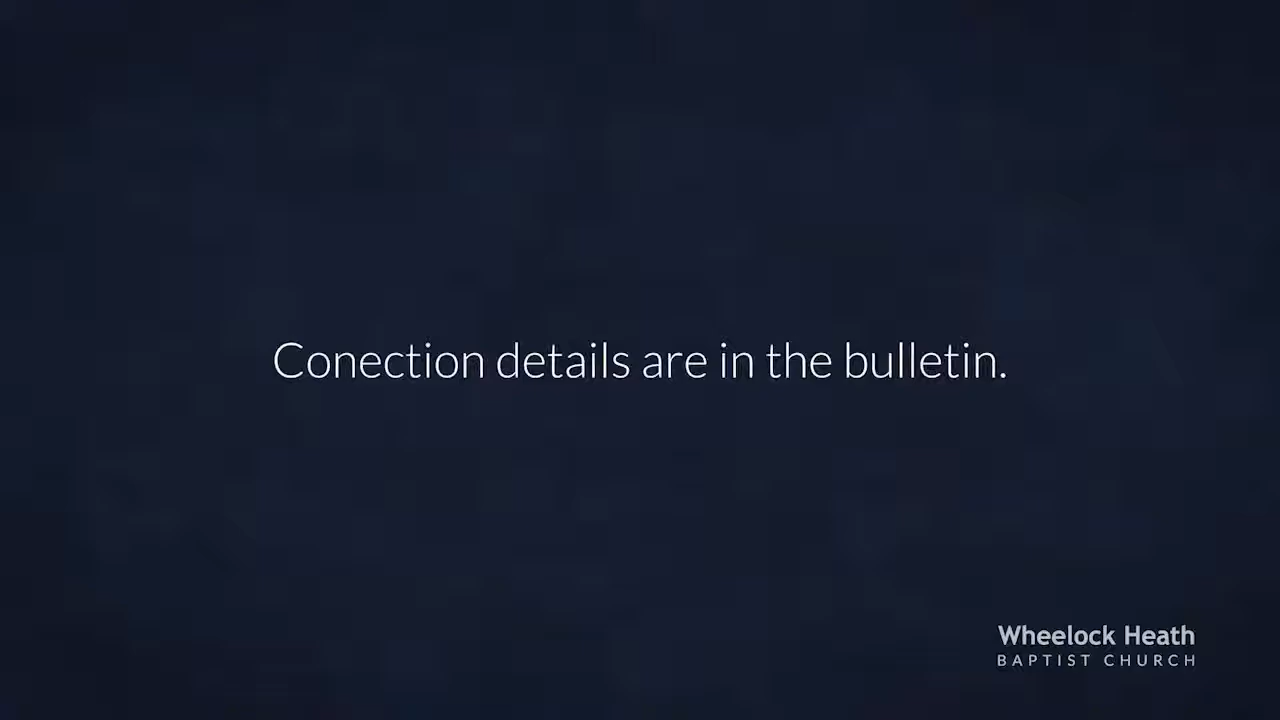 Conection details are in the bulletin.
Wheelock Heath
BAPTIST CHURCH